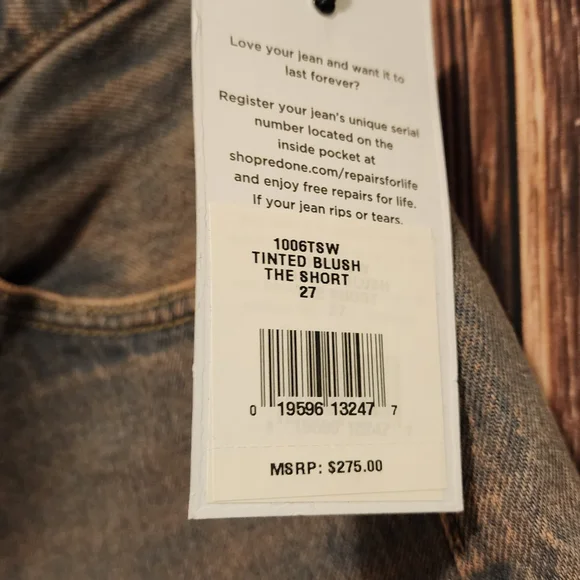 Love your jean and want it to
last forever?
Register your jean's unique serial
number located on the
inside pocket at
shopredone.com/repairsforlife
and enjoy free repairs for life.
If your jean rips or tears.
1006TSW
TINTED BLUSH
THE SHORT
27
0 19596 13247 7
MSRP: $275.00